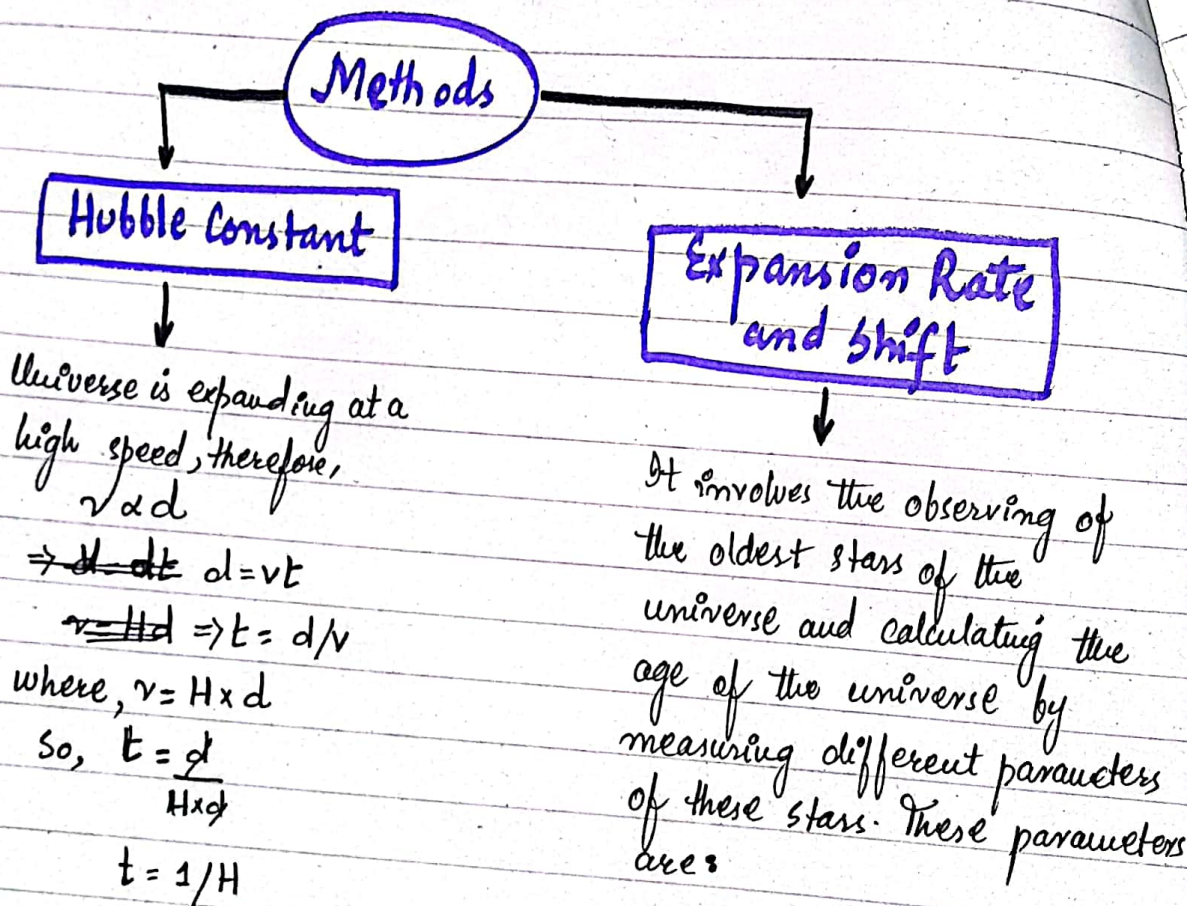 Methods
Hubble Constant
Universe is expanding at a
high speed, therefore,
v ∝ d
⇒ d = vt
⇒ t = d/v
where, v = H x d
So, t = d
H x d
t = 1/H
Expansion Rate
and Shift
It involves the observing of
the oldest stars of the
universe and calculating the
age of the universe by
measuring different parameters
of these stars. These parameters
are: